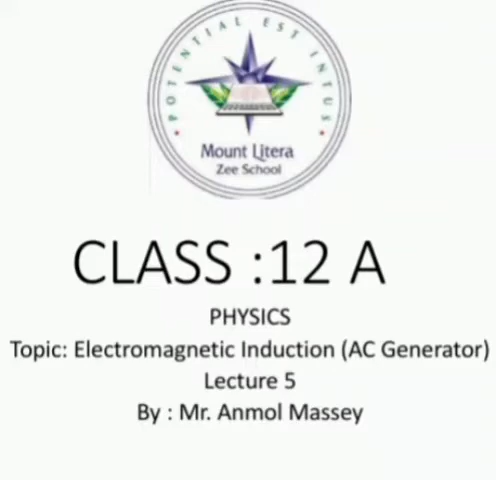 POTENTIAL EST INTUS
Mount Litera
Zee School
CLASS :12 A
PHYSICS
Topic: Electromagnetic Induction (AC Generator)
Lecture 5
By : Mr. Anmol Massey